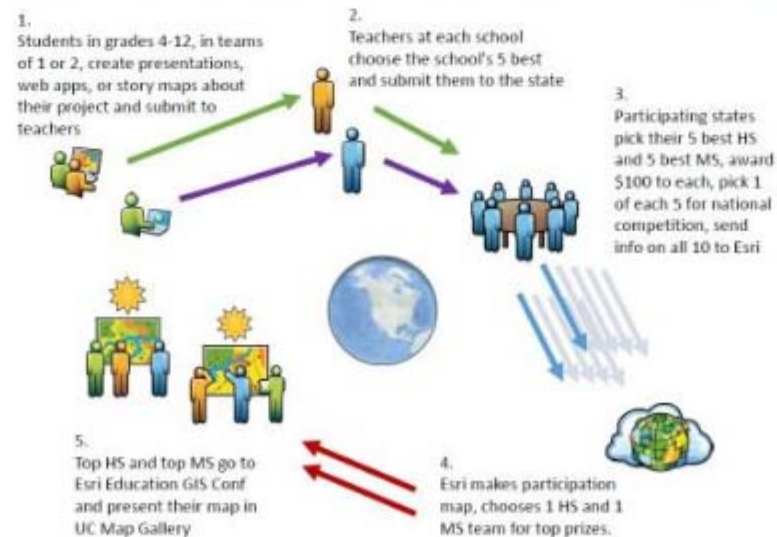 1.
Students in grades 4-12, in teams
of 1 or 2, create presentations,
web apps, or story maps about
their project and submit to
teachers
2.
Teachers at each school
choose the school's 5 best
and submit them to the state
3.
Participating states
pick their 5 best HS
and 5 best MS, award
$100 to each, pick 1
of each 5 for national
competition, send
info on all 10 to Esri
4.
Esri makes participation
map, chooses 1 HS and 1
MS team for top prizes.
5.
Top HS and top MS go to
Esri Education GIS Conf
and present their map in
UC Map Gallery